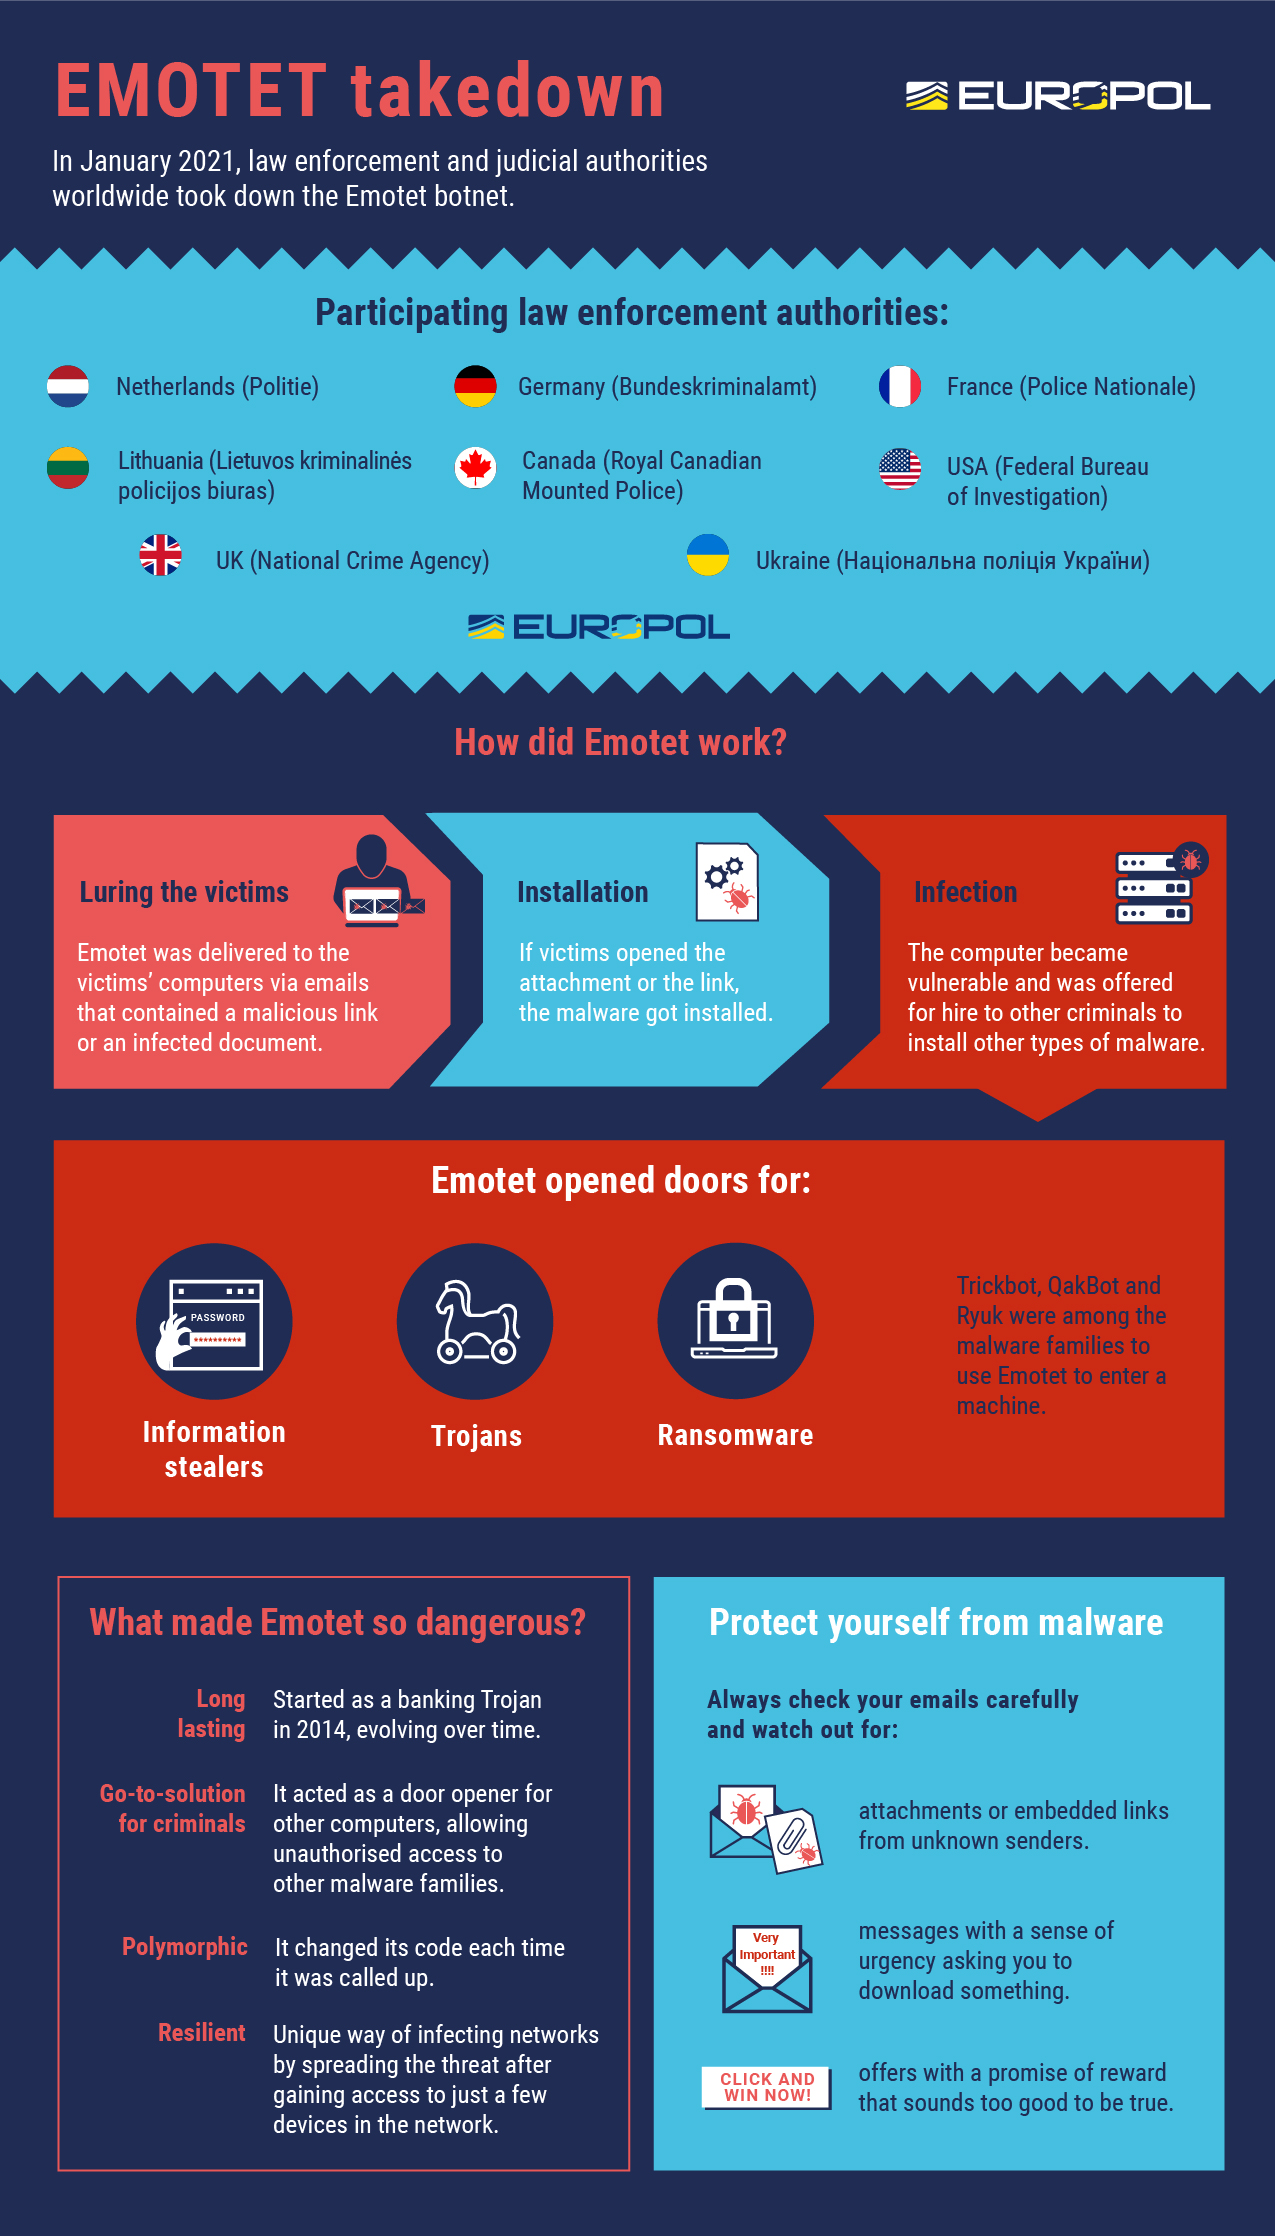 EMOTET takedown
EUROPOL
In January 2021, law enforcement and judicial authorities
worldwide took down the Emotet botnet.
Participating law enforcement authorities:
Netherlands (Politie)
Germany (Bundeskriminalamt)
France (Police Nationale)
Lithuania (Lietuvos kriminalinės
policijos biuras)
Canada (Royal Canadian
Mounted Police)
USA (Federal Bureau
of Investigation)
UK (National Crime Agency)
Ukraine (Національна поліція України)
EUROPOL
How did Emotet work?
Luring the victims
Emotet was delivered to the
victims’ computers via emails
that contained a malicious link
or an infected document.
Installation
If victims opened the
attachment or the link,
the malware got installed.
Infection
The computer became
vulnerable and was offered
for hire to other criminals to
install other types of malware.
Emotet opened doors for:
PASSWORD
**********
Information
stealers
Trojans
Ransomware
Trickbot, QakBot and
Ryuk were among the
malware families to
use Emotet to enter a
machine.
What made Emotet so dangerous?
Long
lasting
Started as a banking Trojan
in 2014, evolving over time.
Go-to-solution
for criminals
It acted as a door opener for
other computers, allowing
unauthorised access to
other malware families.
Polymorphic
It changed its code each time
it was called up.
Resilient
Unique way of infecting networks
by spreading the threat after
gaining access to just a few
devices in the network.
Protect yourself from malware
Always check your emails carefully
and watch out for:
attachments or embedded links
from unknown senders.
Very
Important
!!!!
messages with a sense of
urgency asking you to
download something.
CLICK AND
WIN NOW!
offers with a promise of reward
that sounds too good to be true.